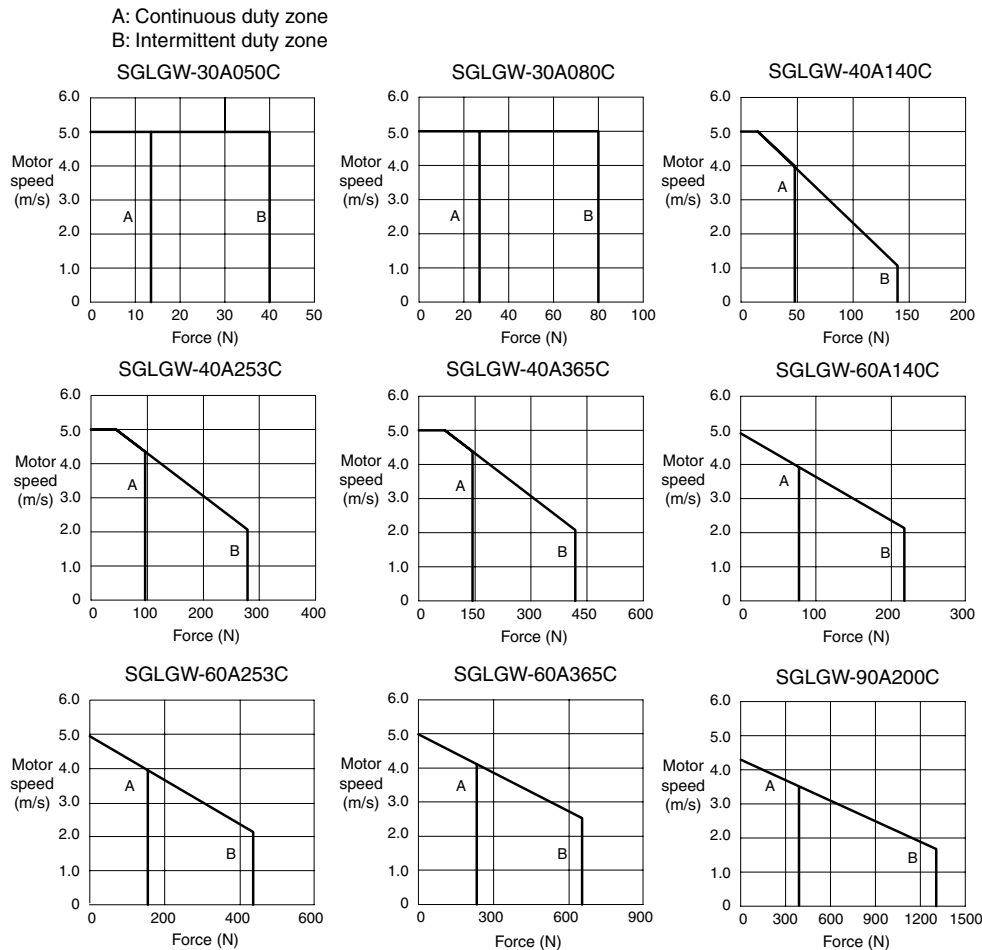 A: Continuous duty zone
B: Intermittent duty zone
SGLGW-30A050C
6.0
5.0
4.0
3.0
2.0
1.0
0
Motor
speed
(m/s)
A
B
0 10 20 30 40 50
Force (N)
SGLGW-30A080C
6.0
5.0
4.0
3.0
2.0
1.0
0
Motor
speed
(m/s)
A
B
0 20 40 60 80 100
Force (N)
SGLGW-40A140C
6.0
5.0
4.0
3.0
2.0
1.0
0
Motor
speed
(m/s)
A
B
0 50 100 150 200
Force (N)
SGLGW-40A253C
6.0
5.0
4.0
3.0
2.0
1.0
0
Motor
speed
(m/s)
A
B
0 100 200 300 400
Force (N)
SGLGW-40A365C
6.0
5.0
4.0
3.0
2.0
1.0
0
Motor
speed
(m/s)
A
B
0 150 300 450 600
Force (N)
SGLGW-60A140C
6.0
5.0
4.0
3.0
2.0
1.0
0
Motor
speed
(m/s)
A
B
0 100 200 300
Force (N)
SGLGW-60A253C
6.0
5.0
4.0
3.0
2.0
1.0
0
Motor
speed
(m/s)
A
B
0 200 400 600
Force (N)
SGLGW-60A365C
6.0
5.0
4.0
3.0
2.0
1.0
0
Motor
speed
(m/s)
A
B
0 300 600 900
Force (N)
SGLGW-90A200C
6.0
5.0
4.0
3.0
2.0
1.0
0
Motor
speed
(m/s)
A
B
0 300 600 900 1200 1500
Force (N)